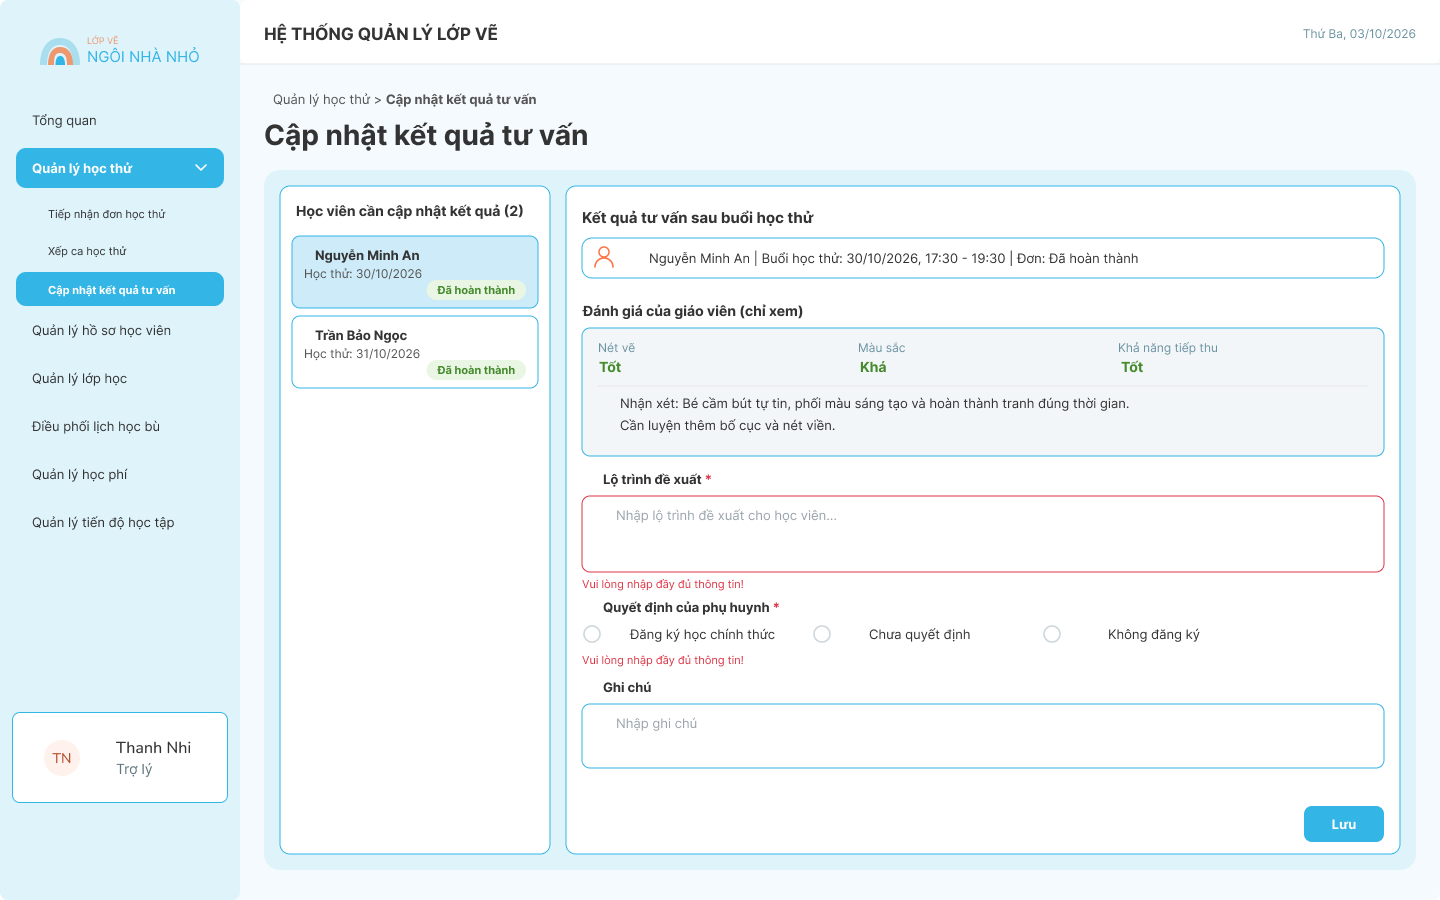 LỚP VẼ
NGÔI NHÀ NHỎ
Tổng quan
Quản lý học thử
Tiếp nhận đơn học thử
Xếp ca học thử
Cập nhật kết quả tư vấn
Quản lý hồ sơ học viên
Quản lý lớp học
Điều phối lịch học bù
Quản lý học phí
Quản lý tiến độ học tập
TN
Thanh Nhi
Trợ lý
HỆ THỐNG QUẢN LÝ LỚP VẼ
Thứ Ba, 03/10/2026
Quản lý học thử > Cập nhật kết quả tư vấn
Cập nhật kết quả tư vấn
Học viên cần cập nhật kết quả (2)
Nguyễn Minh An
Học thử: 30/10/2026
Đã hoàn thành
Trần Bảo Ngọc
Học thử: 31/10/2026
Đã hoàn thành
Kết quả tư vấn sau buổi học thử
Nguyễn Minh An | Buổi học thử: 30/10/2026, 17:30 - 19:30 | Đơn: Đã hoàn thành
Đánh giá của giáo viên (chỉ xem)
Nét vẽ Màu sắc Khả năng tiếp thu
Tốt Khá Tốt
Nhận xét: Bé cầm bút tự tin, phối màu sáng tạo và hoàn thành tranh đúng thời gian.
Cần luyện thêm bố cục và nét viền.
Lộ trình đề xuất *
Nhập lộ trình đề xuất cho học viên...
Vui lòng nhập đầy đủ thông tin!
Quyết định của phụ huynh *
Đăng ký học chính thức Chưa quyết định Không đăng ký
Vui lòng nhập đầy đủ thông tin!
Ghi chú
Nhập ghi chú
Lưu